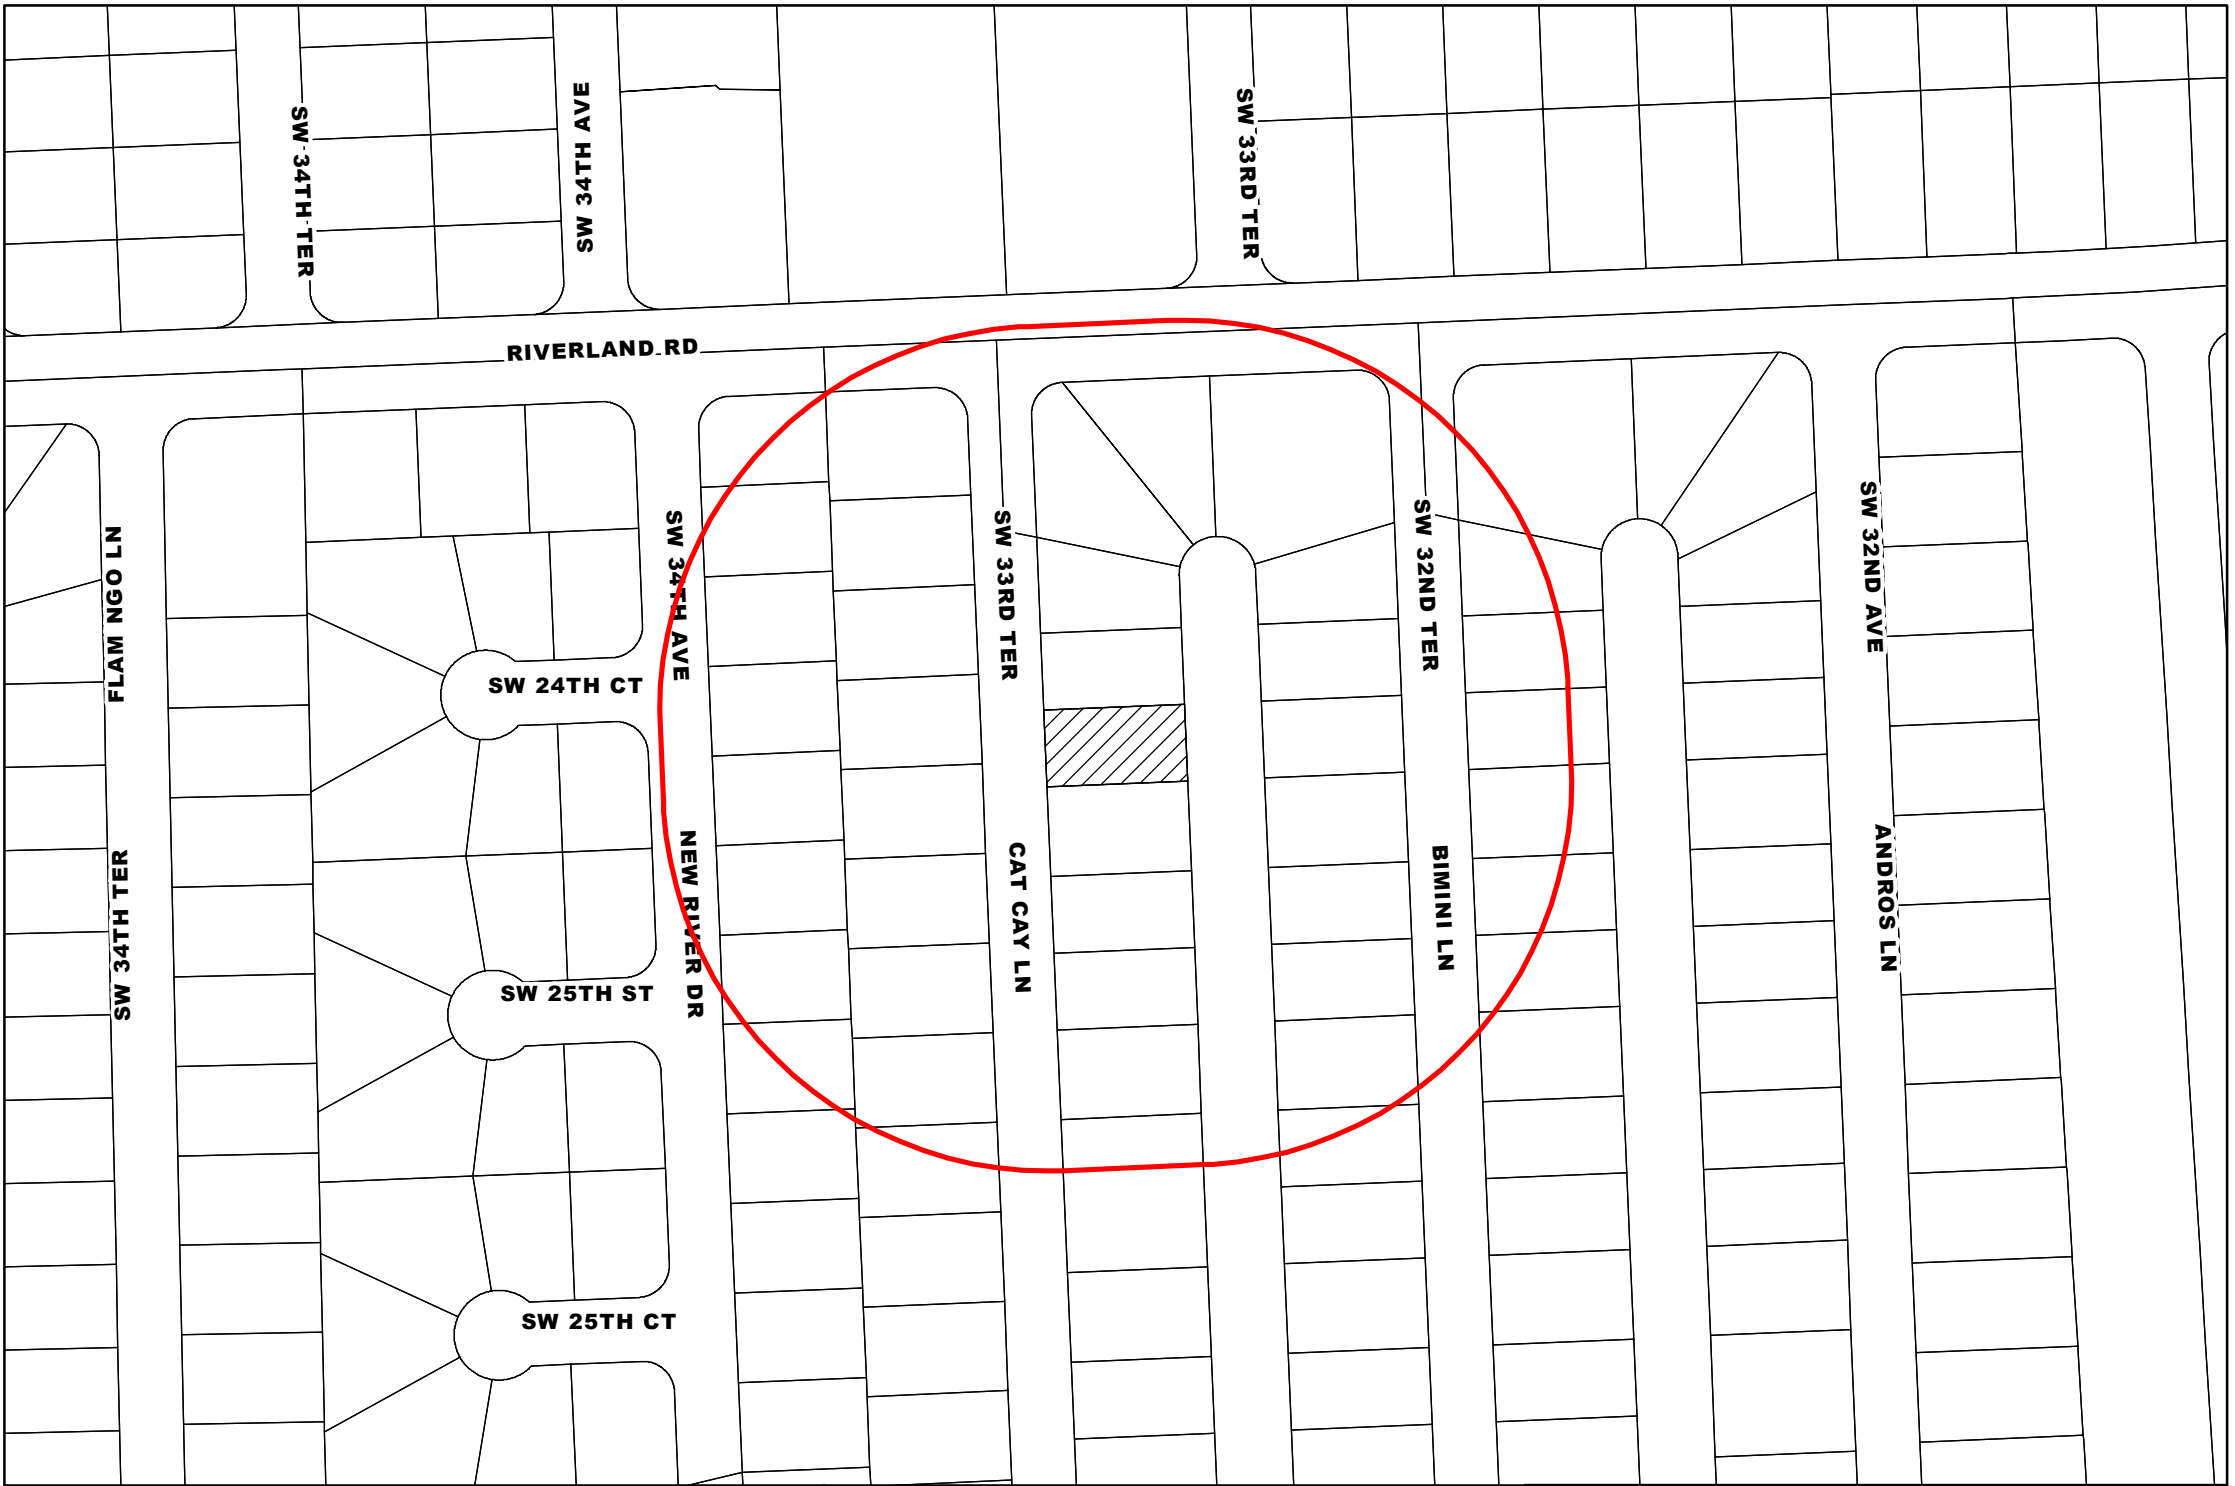 SW 34TH TER
SW 34TH AVE
SW 33RD TER
RIVERLAND RD
FLAM NGO LN
SW 34TH TER
SW 24TH CT
SW 25TH ST
SW 25TH CT
SW 34TH AVE
NEW RIVER DR
SW 33RD TER
CAT CAY LN
SW 32ND TER
BIMINI LN
SW 32ND AVE
ANDROS LN